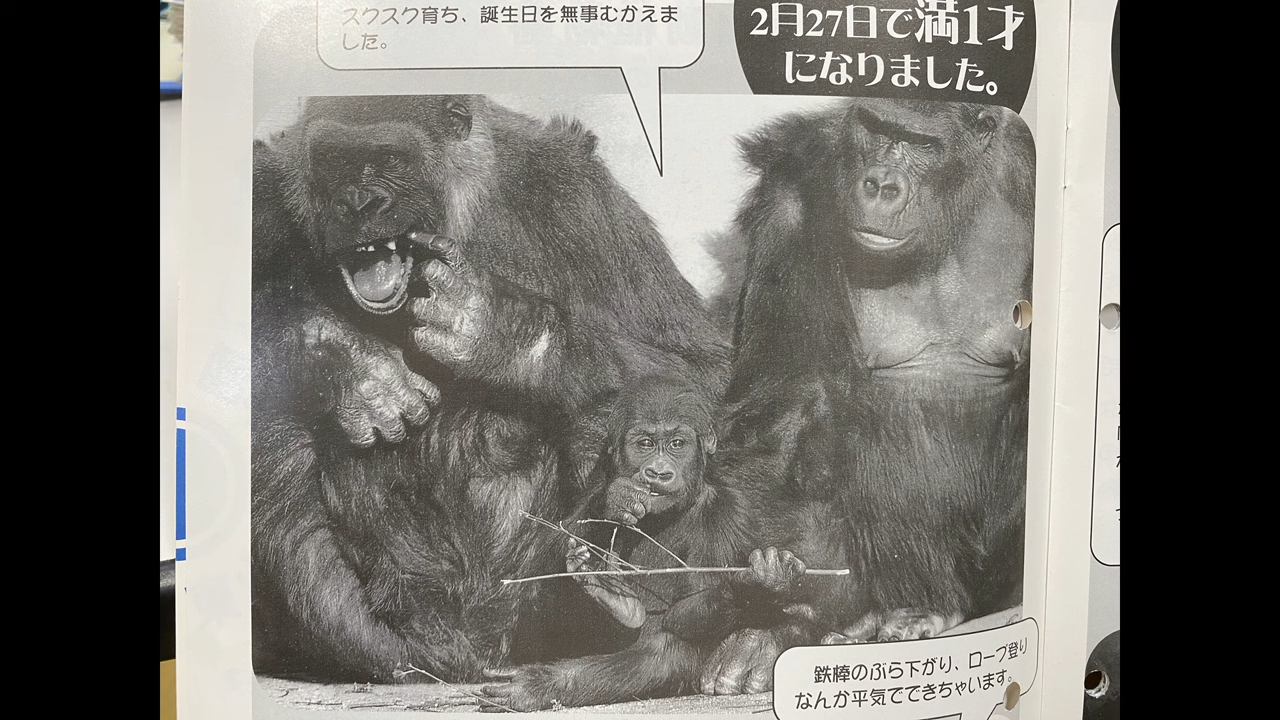 スクスク育ち、誕生日を無事むかえま
した。
2月27日で満1才
になりました。
鉄棒のぶら下がり、ロープ登り
なんか平気でできちゃいます。